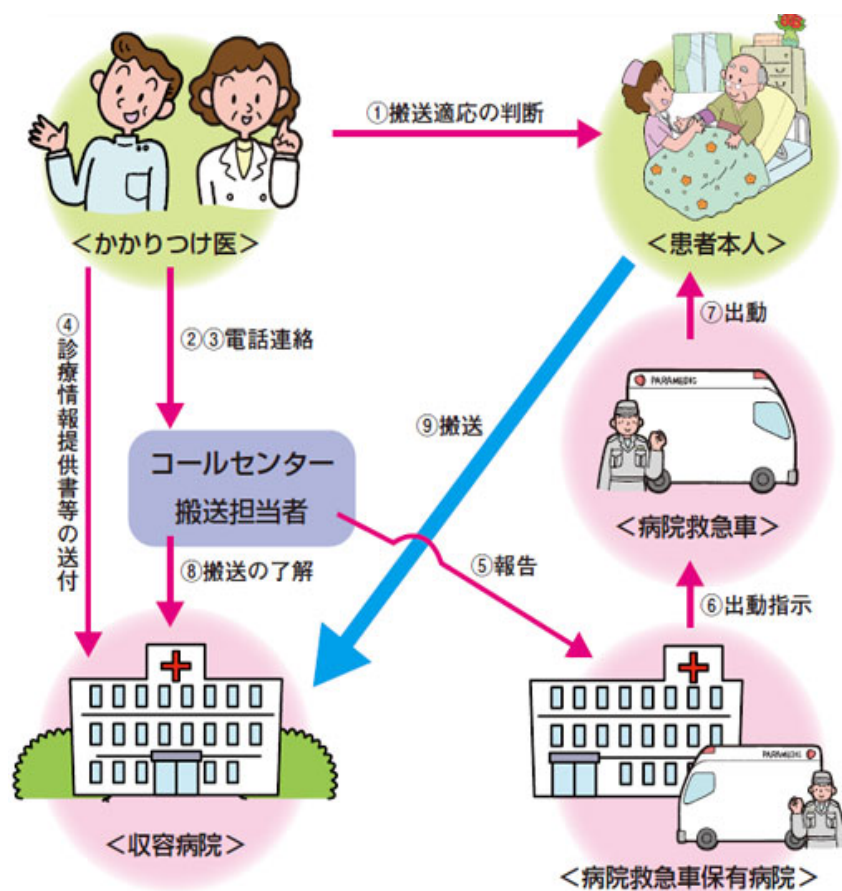 ①搬送適応の判断
＜かかりつけ医＞
＜患者本人＞
④診療情報提供書等の送付
②③電話連絡
⑦出動
PARAMEDIC
コールセンター
搬送担当者
⑨搬送
＜病院救急車＞
⑧搬送の了解
⑤報告
⑥出動指示
PARAMEDIC
＜収容病院＞
＜病院救急車保有病院＞